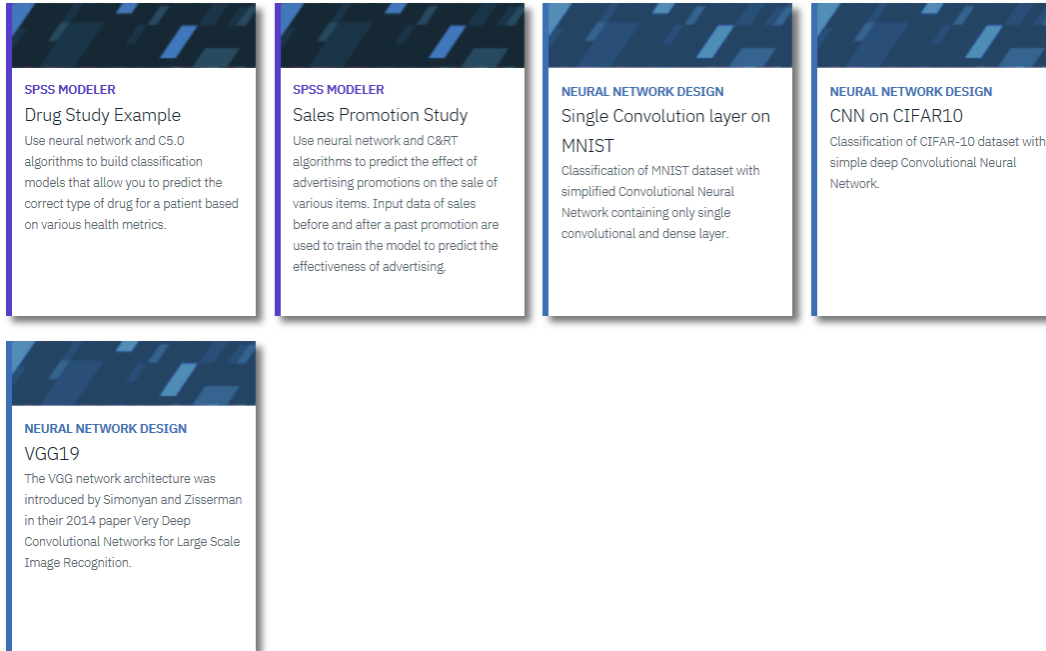 SPSS MODELER
Drug Study Example
Use neural network and C5.0
algorithms to build classification
models that allow you to predict the
correct type of drug for a patient based
on various health metrics.
SPSS MODELER
Sales Promotion Study
Use neural network and C&RT
algorithms to predict the effect of
advertising promotions on the sale of
various items. Input data of sales
before and after a past promotion are
used to train the model to predict the
effectiveness of advertising.
NEURAL NETWORK DESIGN
Single Convolution layer on
MNIST
Classification of MNIST dataset with
simplified Convolutional Neural
Network containing only single
convolutional and dense layer.
NEURAL NETWORK DESIGN
CNN on CIFAR10
Classification of CIFAR-10 dataset with
simple deep Convolutional Neural
Network.
NEURAL NETWORK DESIGN
VGG19
The VGG network architecture was
introduced by Simonyan and Zisserman
in their 2014 paper Very Deep
Convolutional Networks for Large Scale
Image Recognition.